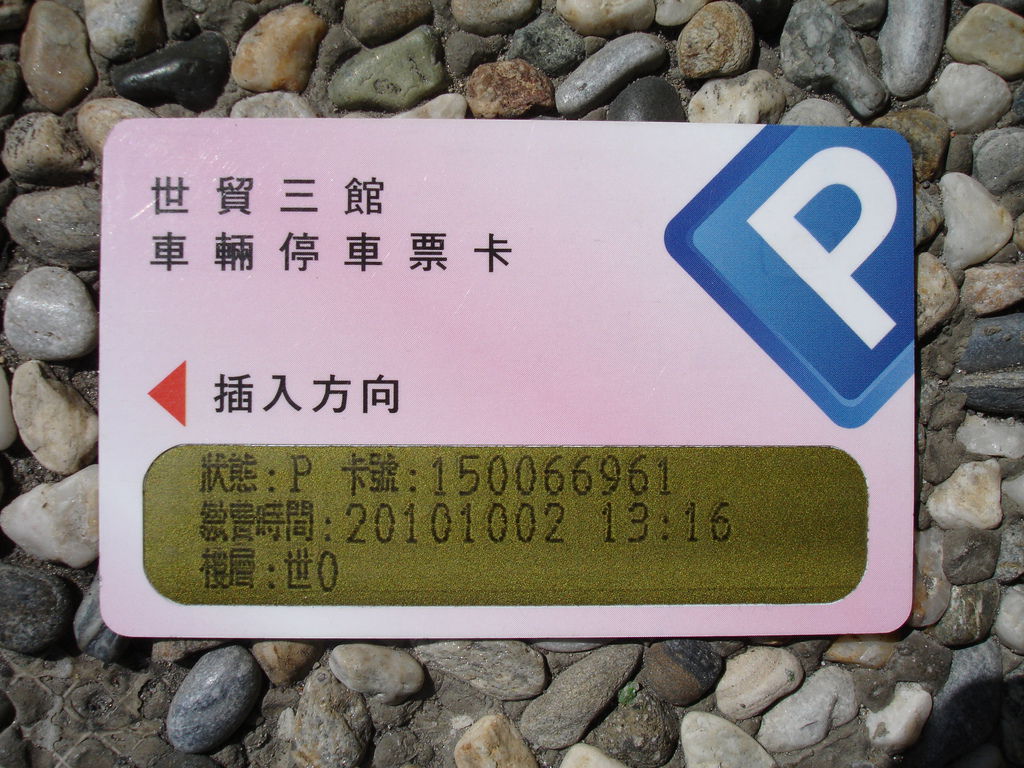 世貿三館
車輛停車票卡
P
插入方向
狀態:P 卡號:150066961
繳費時間:20101002 13:16
樓層:世0